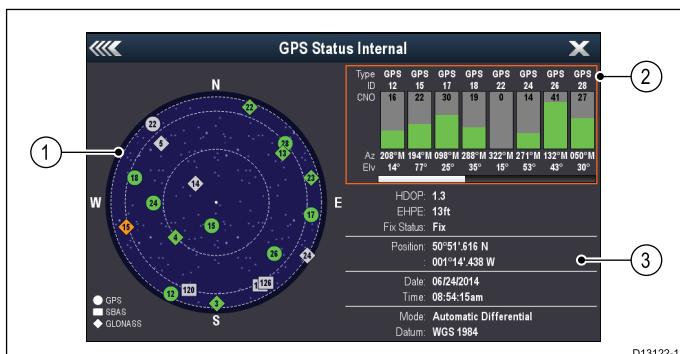 GPS Status Internal
N
W
E
S
22
22
5
28
13
18
23
14
24
17
15
15
4
26
24
12
120
126
3
GPS
SBAS
GLONASS
Type GPS GPS GPS GPS GPS GPS GPS GPS
ID 12 15 17 18 22 24 26 28
CNO 16 22 30 19 0 14 41 27
Az 208°M 194°M 098°M 288°M 322°M 271°M 132°M 050°M
Elv 14° 77° 25° 35° 15° 53° 43° 30°
HDOP: 1.3
EHPE: 13ft
Fix Status: Fix
Position: 50°51'.616 N
: 001°14'.438 W
Date: 06/24/2014
Time: 08:54:15am
Mode: Automatic Differential
Datum: WGS 1984
1
2
3
D13122-1